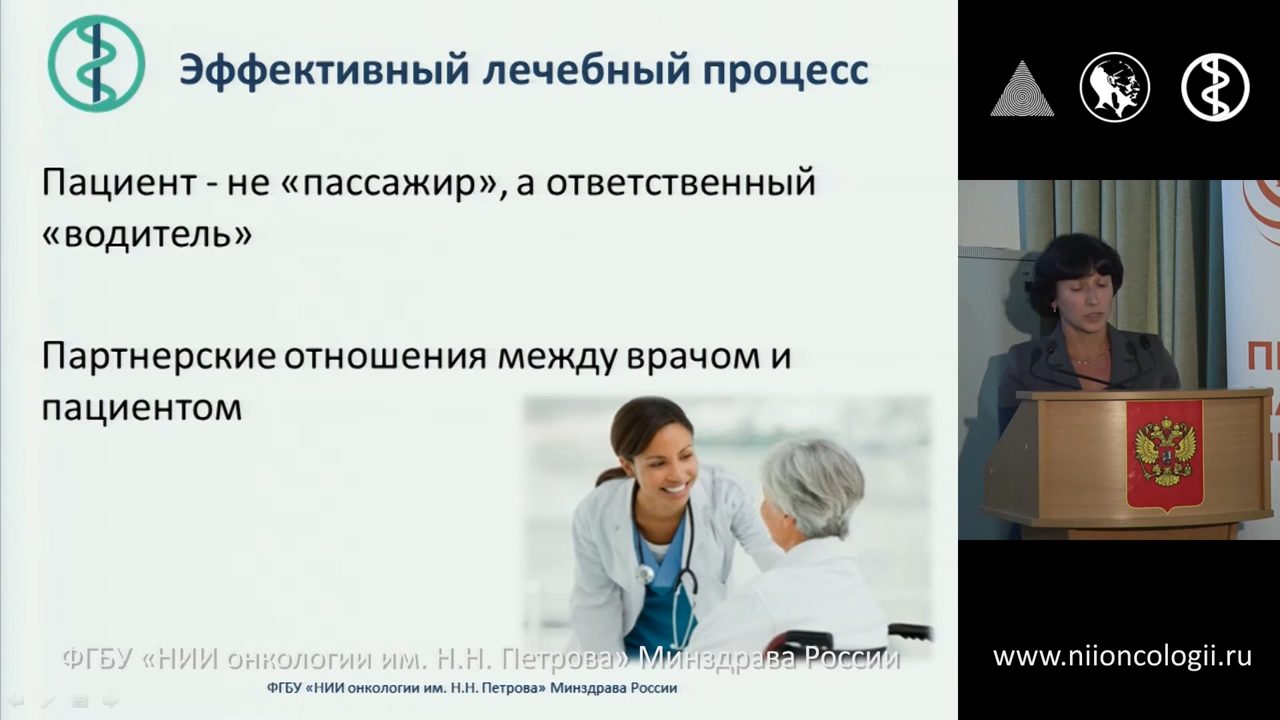 Эффективный лечебный процесс
Пациент - не «пассажир», а ответственный
«водитель»
Партнерские отношения между врачом и
пациентом
ФГБУ «НИИ онкологии им. Н.Н. Петрова» Минздрава России
ФГБУ «НИИ онкологии им. Н.Н. Петрова» Минздрава России
www.niioncologii.ru